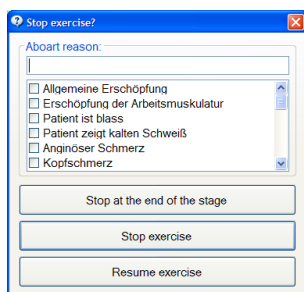 Stop exercise?
Aboart reason:
Allgemeine Erschöpfung
Erschöpfung der Arbeitsmuskulatur
Patient ist blass
Patient zeigt kalten Schweiß
Anginöser Schmerz
Kopfschmerz
Stop at the end of the stage
Stop exercise
Resume exercise